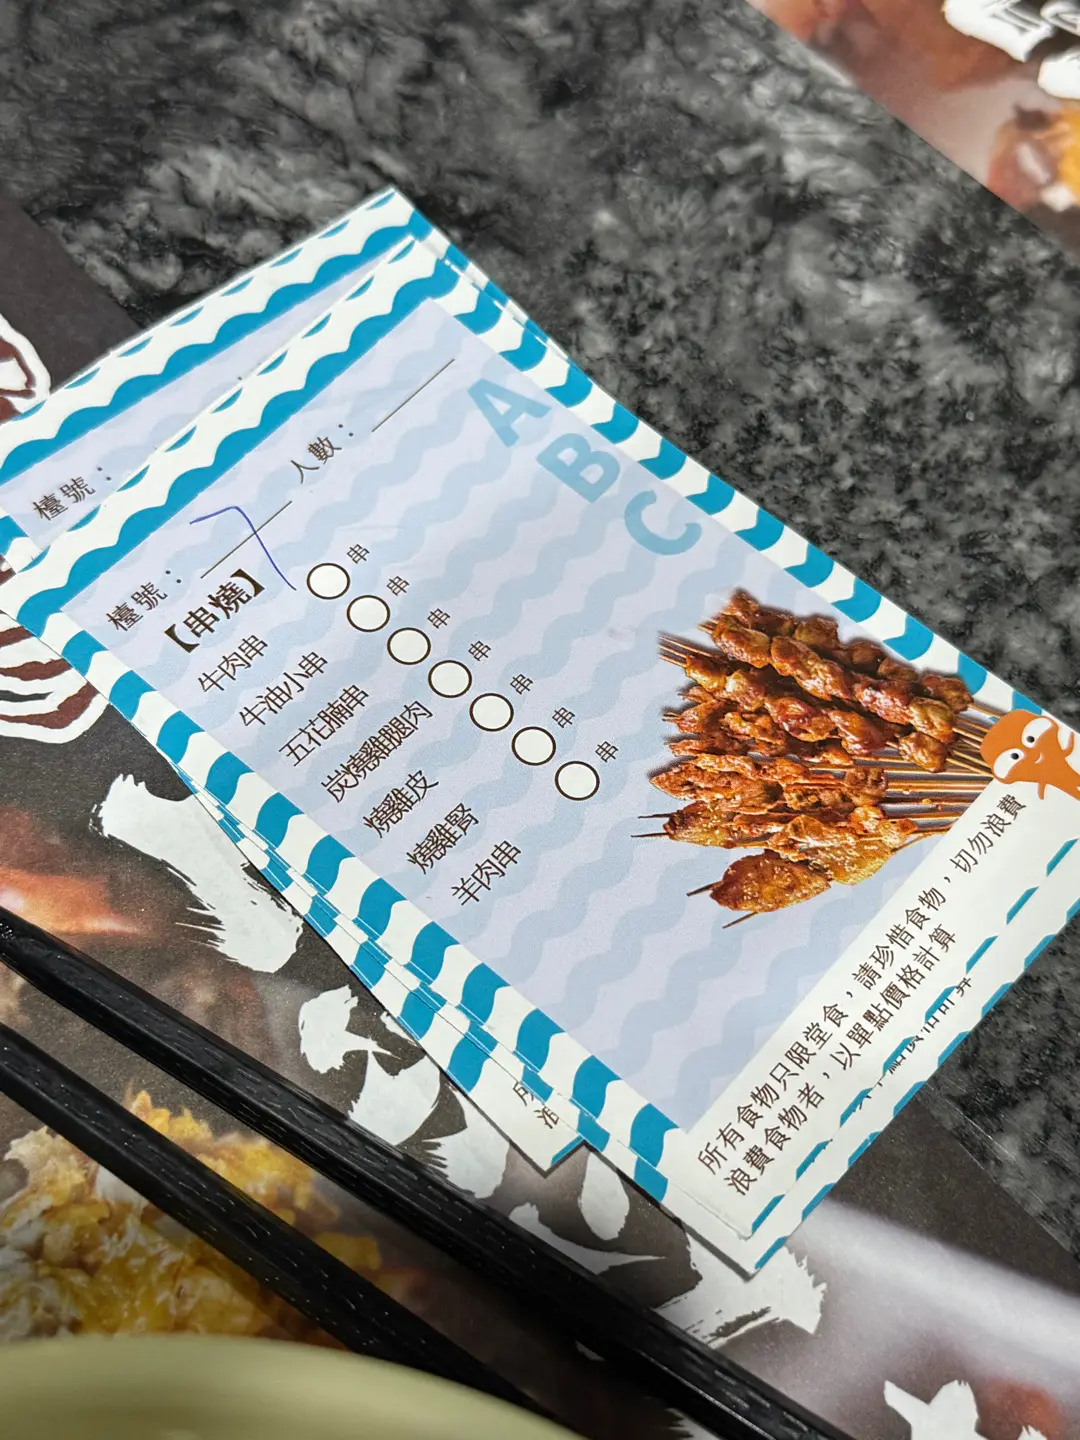 檯號：
A
B
C
檯號：7 人數：
【串燒】
牛肉串 串
牛油小串 串
五花腩串 串
炭燒雞腿肉 串
燒雞皮 串
燒雞腎 串
羊肉串 串
所有食物只限堂食，請珍惜食物，切勿浪費
浪費食物者，以單點價格計算